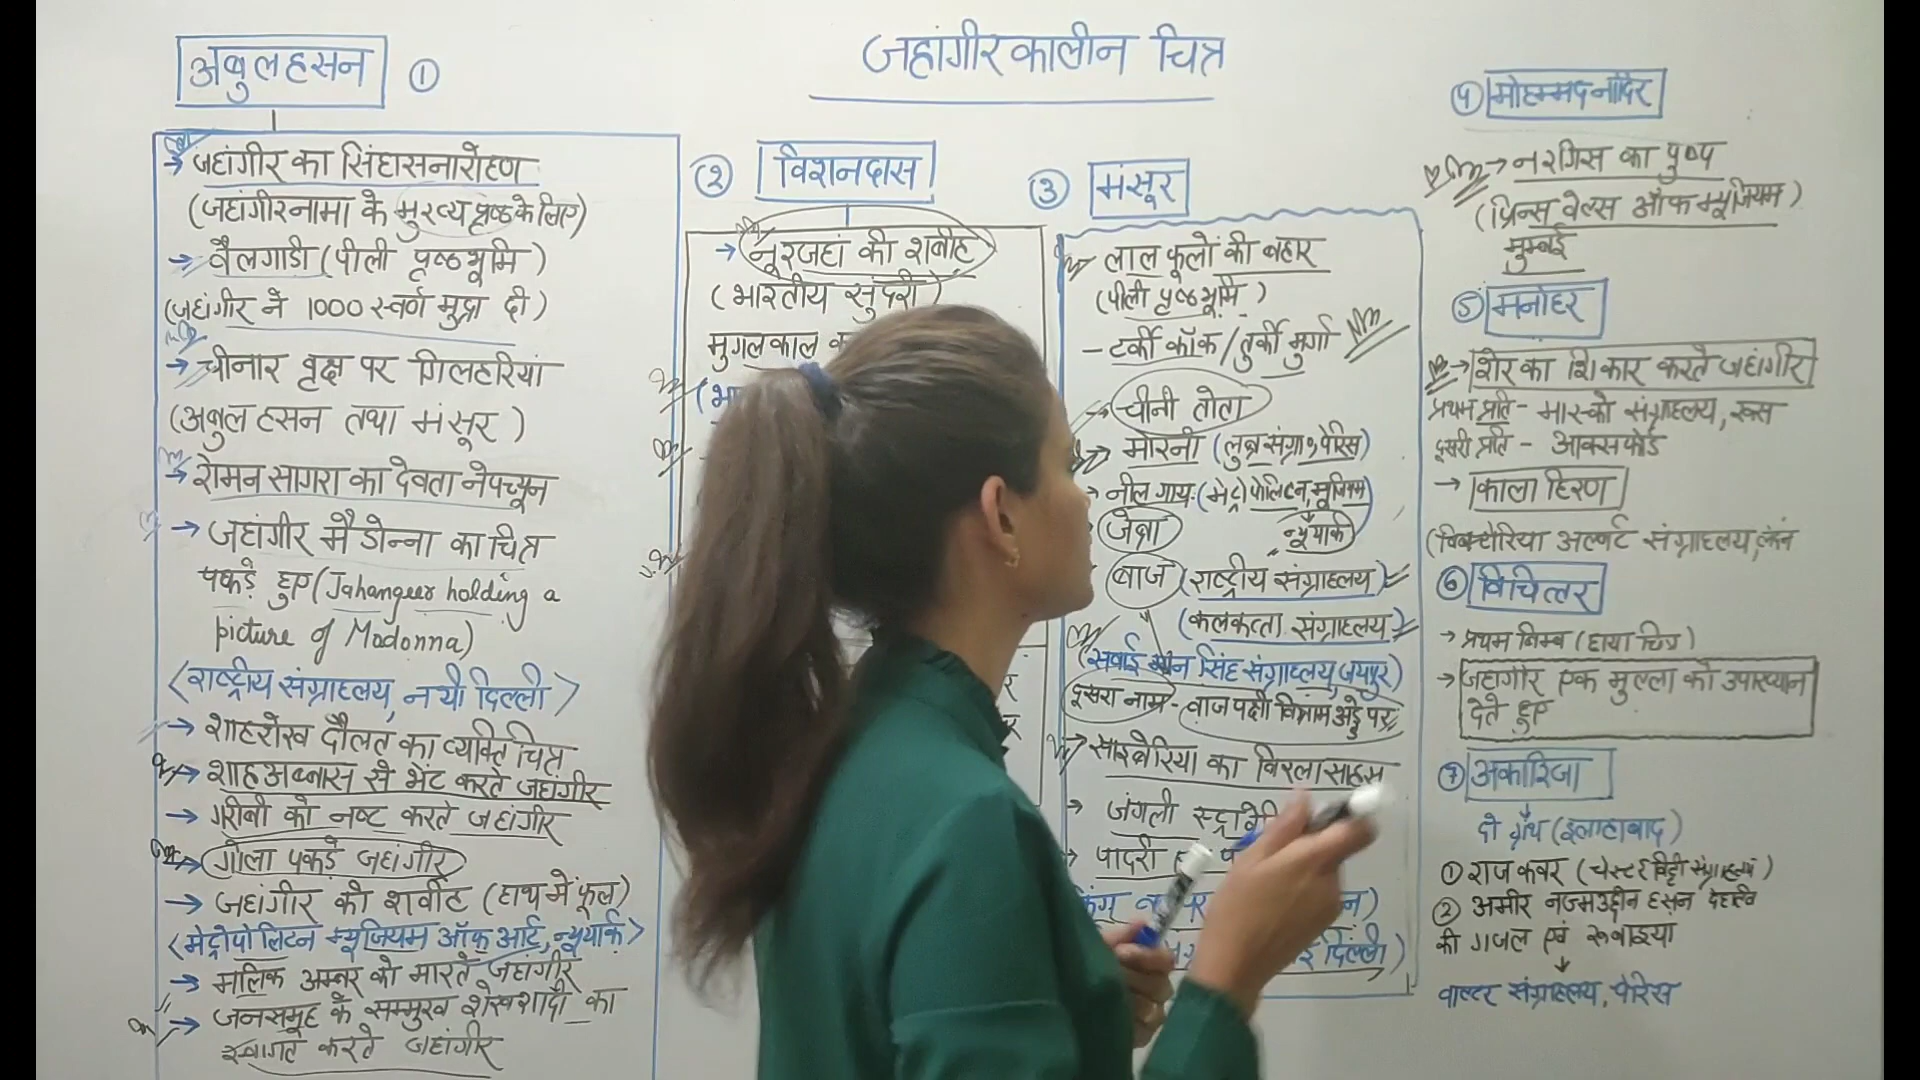 जहांगीर कालीन चित्र
अबुल हसन ①
→ जहांगीर का सिंहासनारोहण
(जहांगीरनामा के मुख्य पृष्ठ के लिए)
→ बैलगाडी (पीली पृष्ठभूमि)
(जहांगीर ने 1000 स्वर्ण मुद्रा दी)
→ चीनार वृक्ष पर गिलहरियां
(अबुल हसन तथा मंसूर)
→ रोमन सागरा का देवता नेपच्यून
→ जहांगीर मैडोन्ना का चित्र
पकड़े हुए (Jahangeer holding a
picture of Madonna)
<राष्ट्रीय संग्राहलय, नयी दिल्ली>
→ शाहरोख दौलत का व्यक्ति चित्र
→ शाह अब्बास से भेंट करते जहांगीर
→ गरीबी को नष्ट करते जहांगीर
→ गोला पकड़े जहांगीर
→ जहांगीर की शबीह (हाथ में फूल)
<मेट्रोपोलिटन म्यूजियम ऑफ आर्ट, न्यूयार्क>
→ मलिक अम्बर को मारते जहांगीर
→ जनसमूह के सम्मुख शेखशादी का
स्वागत करते जहांगीर
② विशनदास
→ नूरजहां की शबीह
(भारतीय सुंदरी)
मुगलकाल
③ मंसूर
लाल फूलों की बहार
(पीली पृष्ठभूमि)
- टर्की कॉक / तुर्की मुर्गा
→ चीनी तोता
→ मोरनी (लुव्र संग्रा०, पेरिस)
→ नील गाय (मेट्रोपोलिटन, म्यूजियम
न्यूयार्क)
जेब्रा
बाज (राष्ट्रीय संग्राहलय)
(कलकत्ता संग्राहलय)
(सवाई मान सिंह संग्राहलय, जयपुर)
दूसरा नाम - बाज पक्षी विश्राम अड्डे पर
→ साइबेरिया का बिरला सारस
→ जंगली
→ पादरी
दिल्ली)
④ मोहम्मद नादिर
→ नरगिस का पुष्प
(प्रिन्स वेल्स ऑफ म्यूजियम)
मुम्बई
⑤ मनोहर
→ शेर का शिकार करते जहांगीर
प्रथम प्रति - मास्को संग्राहलय, रूस
दूसरी प्रति - आक्सफोर्ड
→ काला हिरण
(विक्टोरिया अल्बर्ट संग्राहलय, लंदन
⑥ विचित्तर
→ प्रथम बिम्ब (छाया चित्र)
→ जहांगीर एक मुल्ला को उपाख्यान
देते हुए
⑦ अकारिजा
दो ग्रंथ (इलाहाबाद)
① राज कवर (चेस्टर बिट्टी संग्राहलय)
② अमीर नज्मउद्दीन हसन देहलवी
की गजल एवं रूबाइया
↓
वाल्टर संग्राहलय, पेरिस